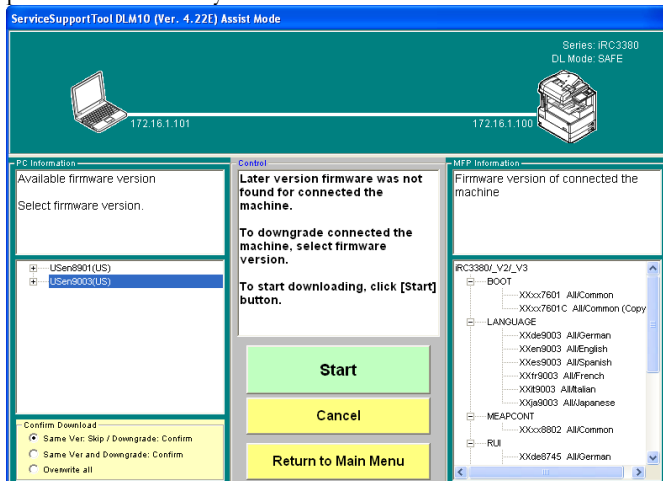 ServiceSupportTool DLM10 (Ver. 4.22E) Assist Mode
Series: iRC3380
DL Mode: SAFE
172.16.1.101
172.16.1.100
PC Information
Available firmware version
Select firmware version.
USen8901(US)
USen9003(US)
Confirm Download
Same Ver: Skip / Downgrade: Confirm
Same Ver and Downgrade: Confirm
Overwrite all
Control
Later version firmware was not
found for connected the
machine.
To downgrade connected the
machine, select firmware
version.
To start downloading, click [Start]
button.
Start
Cancel
Return to Main Menu
MFP Information
Firmware version of connected the
machine
iRC3380/_V2/_V3
BOOT
XXxx7601 All/Common
XXxx7601C All/Common (Copy
LANGUAGE
XXde9003 All/German
XXen9003 All/English
XXes9003 All/Spanish
XXfr9003 All/French
XXit9003 All/Italian
XXja9003 All/Japanese
MEAPCONT
XXxx8802 All/Common
RUI
XXde8745 All/German